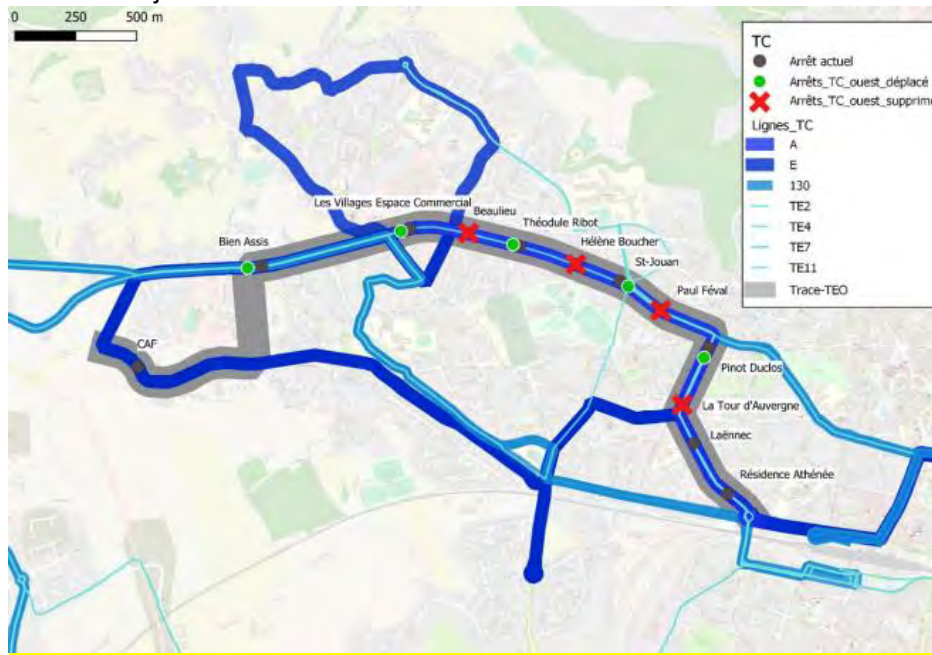 0 250 500 m
TC
Arrêt actuel
Arrêts_TC_ouest_déplacé
Arrêts_TC_ouest_supprimé
Lignes_TC
A
E
130
TE2
TE4
TE7
TE11
Trace-TEO
Les Villages Espace Commercial
Beaulieu
Théodule Ribot
Bien Assis
Hélène Boucher
St-Jouan
Paul Féval
CAF
Pinot Duclos
La Tour d'Auvergne
Laënnec
Résidence Athénée